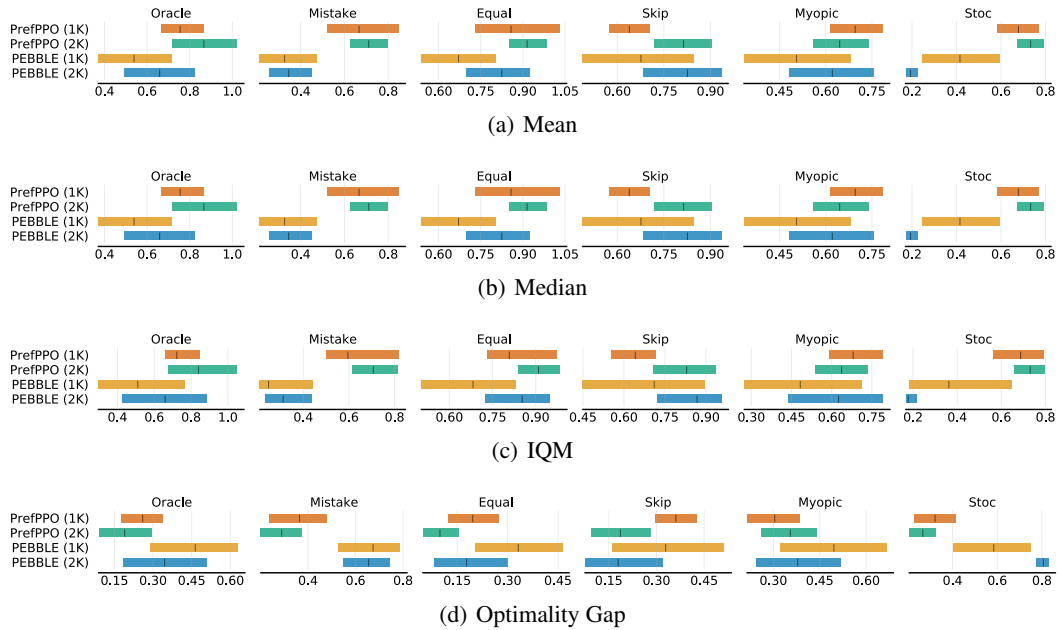 Oracle Mistake Equal Skip Myopic Stoc
PrefPPO (1K)
PrefPPO (2K)
PEBBLE (1K)
PEBBLE (2K)
0.4 0.6 0.8 1.0 0.4 0.6 0.8 0.60 0.75 0.90 1.05 0.60 0.75 0.90 0.45 0.60 0.75 0.2 0.4 0.6 0.8
(a) Mean
Oracle Mistake Equal Skip Myopic Stoc
PrefPPO (1K)
PrefPPO (2K)
PEBBLE (1K)
PEBBLE (2K)
0.4 0.6 0.8 1.0 0.4 0.6 0.8 0.60 0.75 0.90 1.05 0.60 0.75 0.90 0.45 0.60 0.75 0.2 0.4 0.6 0.8
(b) Median
Oracle Mistake Equal Skip Myopic Stoc
PrefPPO (1K)
PrefPPO (2K)
PEBBLE (1K)
PEBBLE (2K)
0.4 0.6 0.8 1.0 0.4 0.6 0.8 0.60 0.75 0.90 0.45 0.60 0.75 0.90 0.30 0.45 0.60 0.75 0.2 0.4 0.6 0.8
(c) IQM
Oracle Mistake Equal Skip Myopic Stoc
PrefPPO (1K)
PrefPPO (2K)
PEBBLE (1K)
PEBBLE (2K)
0.15 0.30 0.45 0.60 0.4 0.6 0.8 0.15 0.30 0.45 0.15 0.30 0.45 0.30 0.45 0.60 0.4 0.6 0.8
(d) Optimality Gap